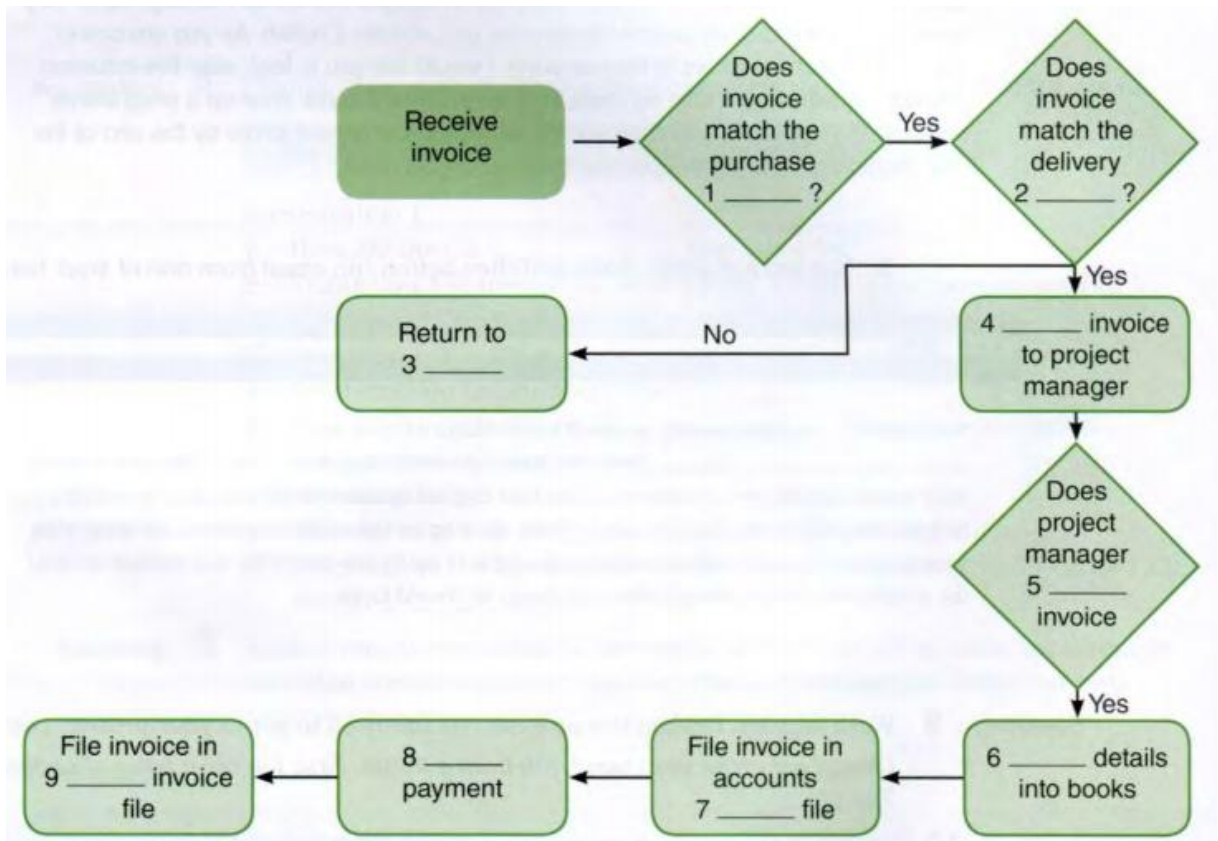 Receive
invoice
Does
invoice
match the
purchase
1 ______ ?
Yes
Does
invoice
match the
delivery
2 ______ ?
Yes
No
Return to
3 ______
4 ______ invoice
to project
manager
Does
project
manager
5 ______
invoice
Yes
6 ______ details
into books
File invoice in
accounts
7 ______ file
8 ______
payment
File invoice in
9 ______ invoice
file